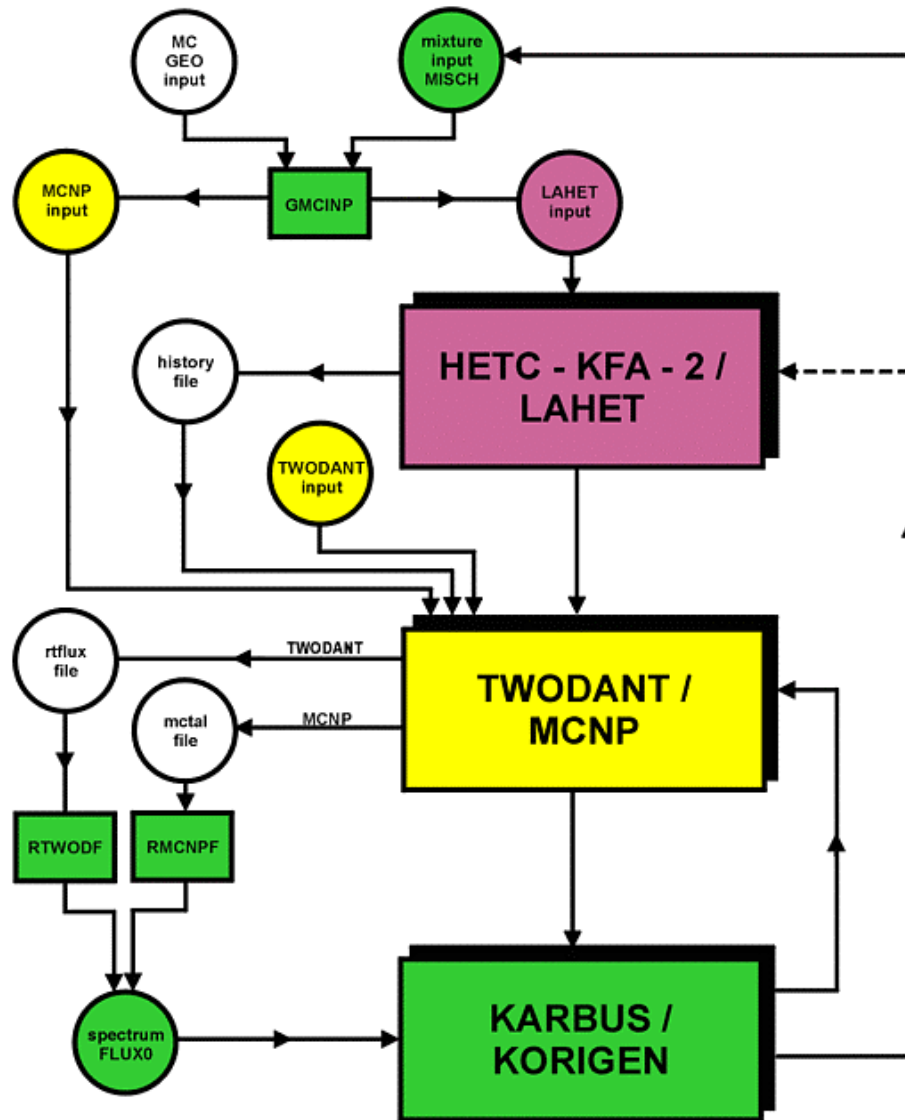 MC
GEO
input
mixture
input
MISCH
MCNP
input
GMCINP
LAHET
input
history
file
HETC - KFA - 2 /
LAHET
TWODANT
input
rtflux
file
TWODANT
mctal
file
MCNP
TWODANT /
MCNP
RTWODF
RMCNPF
spectrum
FLUX0
KARBUS /
KORIGEN